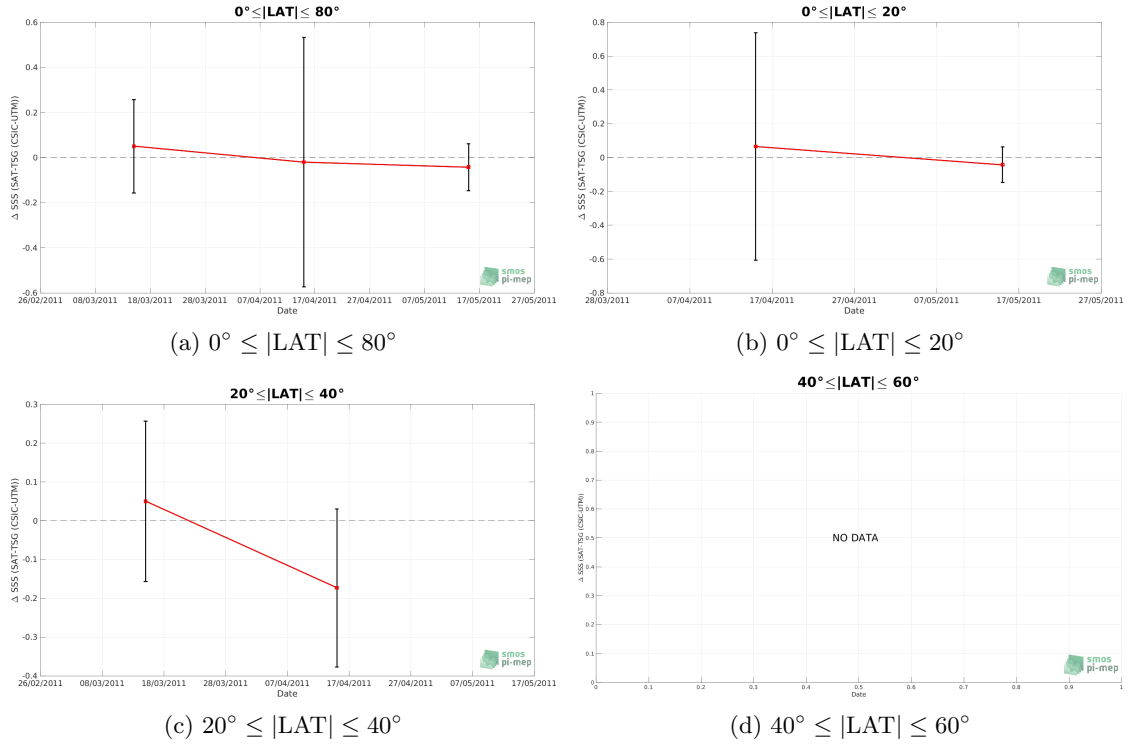 0°≤|LAT|≤ 80°
0.6
0.4
0.2
0
-0.2
-0.4
-0.6
Δ SSS (SAT-TSG (CSIC-UTM))
26/02/2011 08/03/2011 18/03/2011 28/03/2011 07/04/2011 17/04/2011 27/04/2011 07/05/2011 17/05/2011 27/05/2011
Date
smos
pi-mep
(a) 0° ≤ |LAT| ≤ 80°
0°≤|LAT|≤ 20°
0.8
0.6
0.4
0.2
0
-0.2
-0.4
-0.6
-0.8
Δ SSS (SAT-TSG (CSIC-UTM))
28/03/2011 07/04/2011 17/04/2011 27/04/2011 07/05/2011 17/05/2011 27/05/2011
Date
smos
pi-mep
(b) 0° ≤ |LAT| ≤ 20°
20°≤|LAT|≤ 40°
0.3
0.2
0.1
0
-0.1
-0.2
-0.3
-0.4
Δ SSS (SAT-TSG (CSIC-UTM))
26/02/2011 08/03/2011 18/03/2011 28/03/2011 07/04/2011 17/04/2011 27/04/2011 07/05/2011 17/05/2011
Date
smos
pi-mep
(c) 20° ≤ |LAT| ≤ 40°
40°≤|LAT|≤ 60°
1
0.9
0.8
0.7
0.6
0.5
0.4
0.3
0.2
0.1
0
Δ SSS (SAT-TSG (CSIC-UTM))
NO DATA
0 0.1 0.2 0.3 0.4 0.5 0.6 0.7 0.8 0.9 1
Date
smos
pi-mep
(d) 40° ≤ |LAT| ≤ 60°